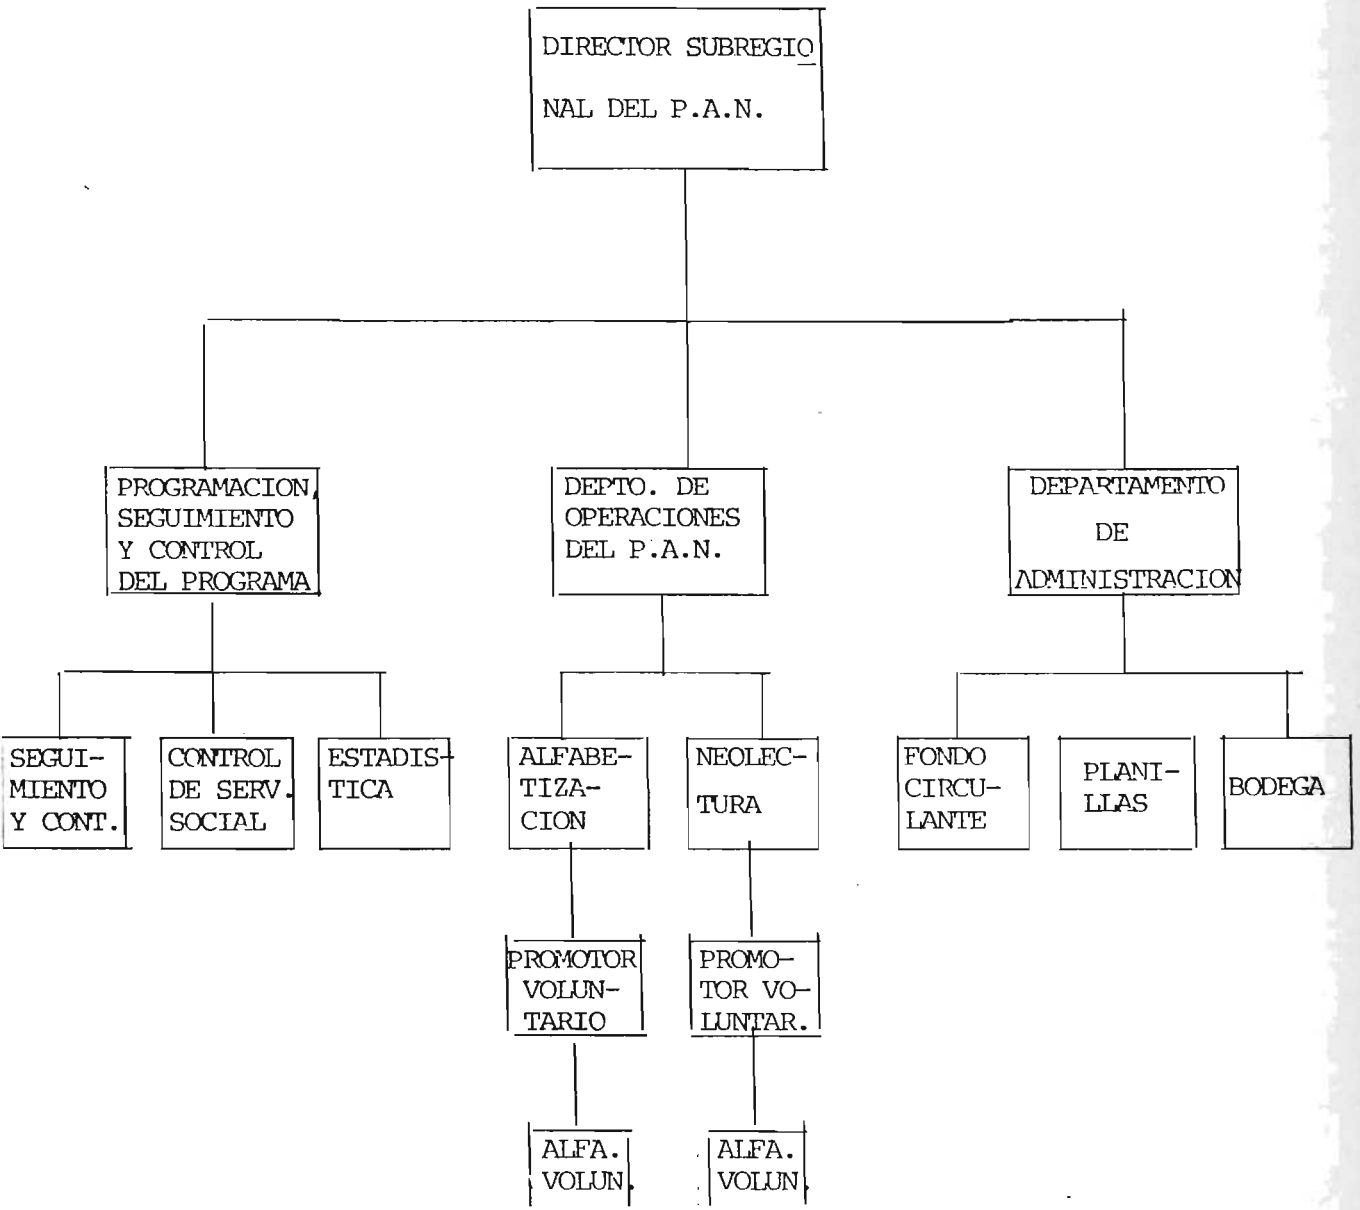 DIRECTOR SUBREGIO
NAL DEL P.A.N.
PROGRAMACION,
SEGUIMIENTO
Y CONTROL
DEL PROGRAMA
DEPTO. DE
OPERACIONES
DEL P.A.N.
DEPARTAMENTO
DE
ADMINISTRACION
SEGUI-
MIENTO
Y CONT.
CONTROL
DE SERV.
SOCIAL
ESTADIS-
TICA
ALFABE-
TIZA-
CION
NEOLEC-
TURA
FONDO
CIRCU-
LANTE
PLANI-
LLAS
BODEGA
PROMOTOR
VOLUN-
TARIO
PROMO-
TOR VO-
LUNTAR.
ALFA.
VOLUN.
ALFA.
VOLUN.